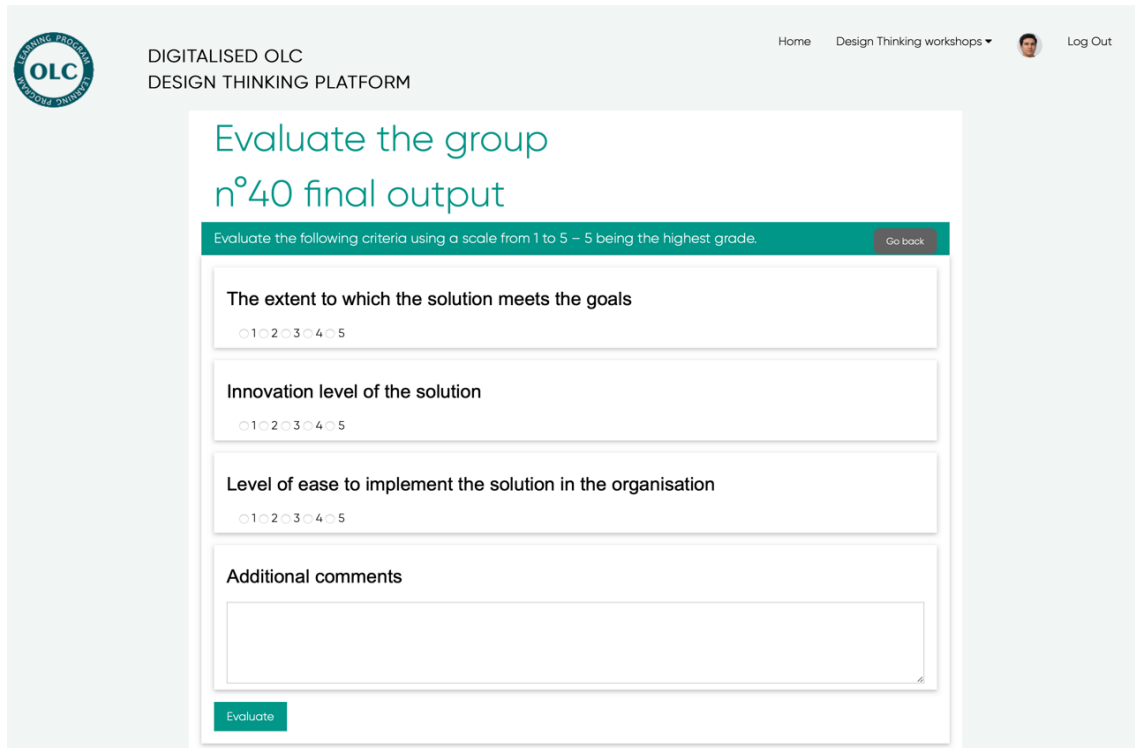 LEARNING PROGRAM
OLC
LEARNING PROGRAM
DIGITALISED OLC
DESIGN THINKING PLATFORM
Home Design Thinking workshops Log Out
Evaluate the group
n°40 final output
Evaluate the following criteria using a scale from 1 to 5 – 5 being the highest grade.
Go back
The extent to which the solution meets the goals
1 2 3 4 5
Innovation level of the solution
1 2 3 4 5
Level of ease to implement the solution in the organisation
1 2 3 4 5
Additional comments
Evaluate